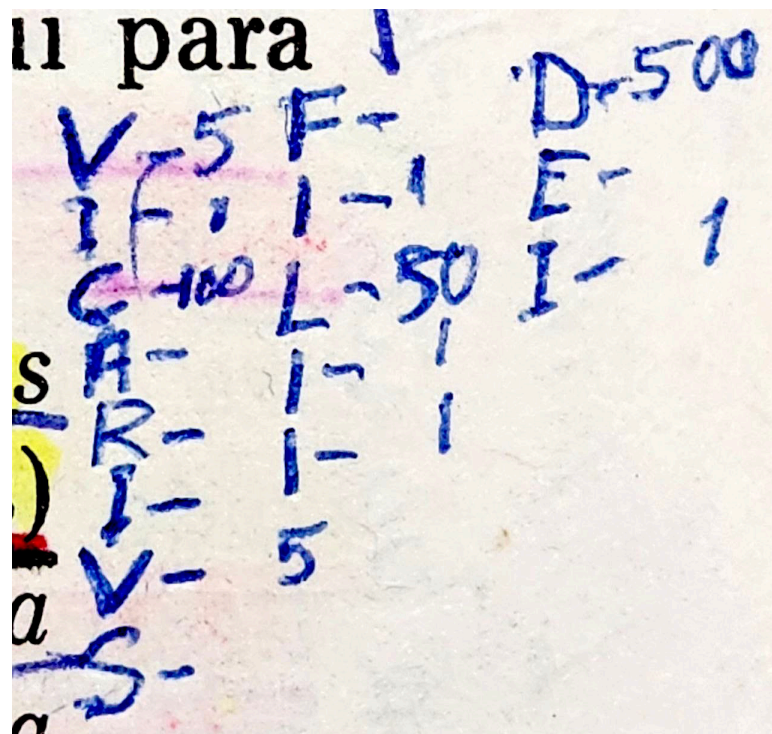 para
V - 5
I - 1
C - 100
A -
R -
I -
V - 5
S -
F -
I - 1
L - 50
I - 1
I - 1
D - 500
E -
I - 1
s
)
a